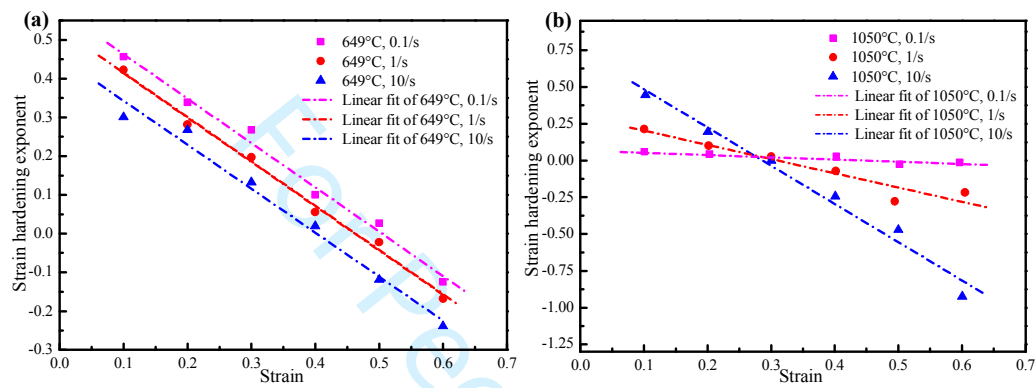 (a)
649°C, 0.1/s
649°C, 1/s
649°C, 10/s
Linear fit of 649°C, 0.1/s
Linear fit of 649°C, 1/s
Linear fit of 649°C, 10/s
Strain hardening exponent
0.5
0.4
0.3
0.2
0.1
0.0
-0.1
-0.2
-0.3
0.0 0.1 0.2 0.3 0.4 0.5 0.6 0.7
Strain
(b)
1050°C, 0.1/s
1050°C, 1/s
1050°C, 10/s
Linear fit of 1050°C, 0.1/s
Linear fit of 1050°C, 1/s
Linear fit of 1050°C, 10/s
Strain hardening exponent
0.75
0.50
0.25
0.00
-0.25
-0.50
-0.75
-1.00
-1.25
0.0 0.1 0.2 0.3 0.4 0.5 0.6 0.7
Strain
For Pe